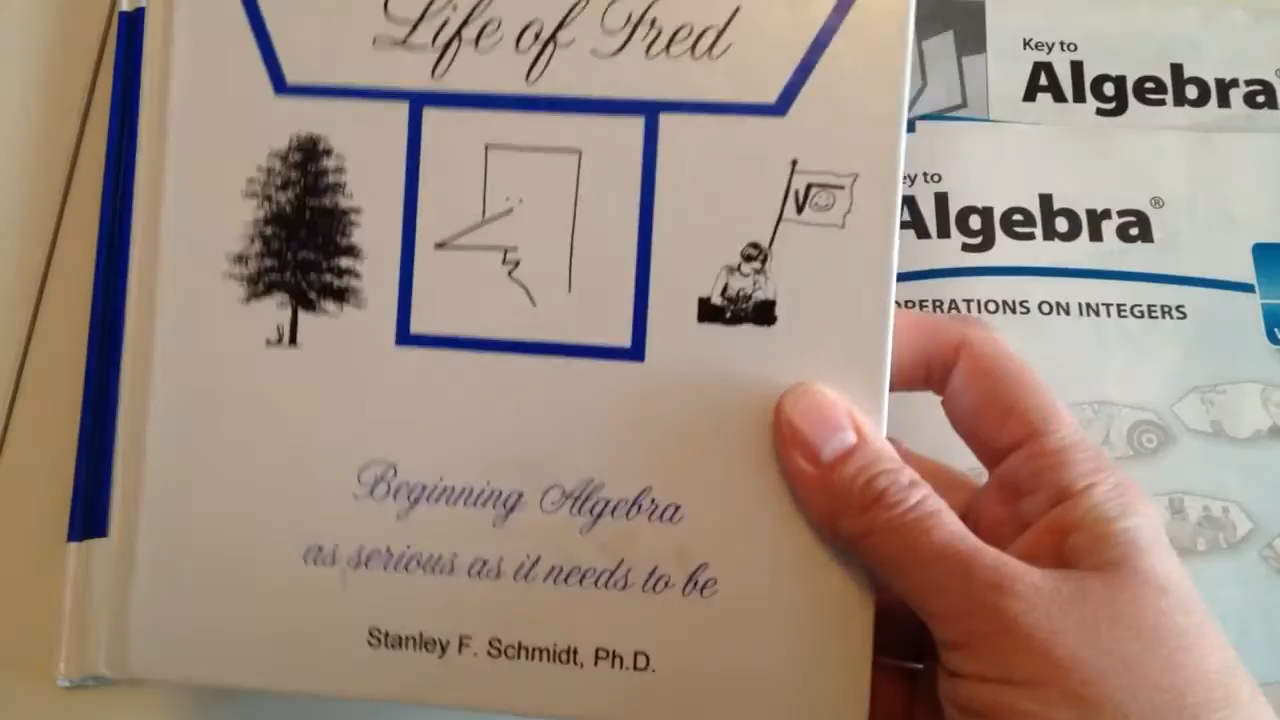 Life of Fred
Beginning Algebra
as serious as it needs to be
Stanley F. Schmidt, Ph.D.
Key to
Algebra®
ey to
Algebra®
OPERATIONS ON INTEGERS
√